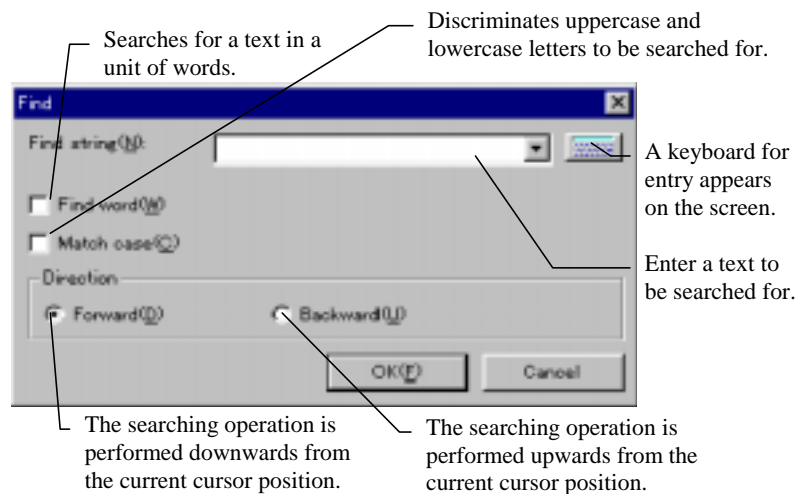 Searches for a text in a
unit of words.
Discriminates uppercase and
lowercase letters to be searched for.
Find
Find string(N):
A keyboard for
entry appears
on the screen.
Find word(W)
Match case(C)
Enter a text to
be searched for.
Direction
Forward(D)
Backward(U)
OK(F)
Cancel
The searching operation is
performed downwards from
the current cursor position.
The searching operation is
performed upwards from the
current cursor position.